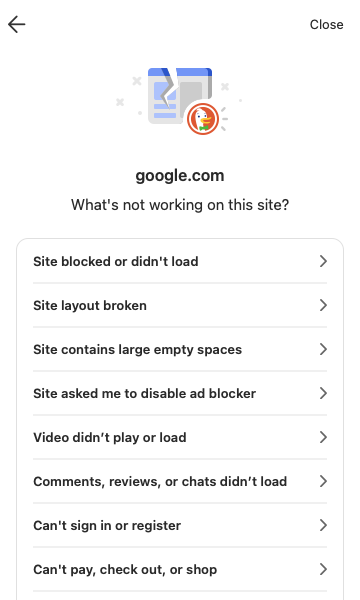 Close
google.com
What's not working on this site?
Site blocked or didn't load
Site layout broken
Site contains large empty spaces
Site asked me to disable ad blocker
Video didn’t play or load
Comments, reviews, or chats didn’t load
Can't sign in or register
Can't pay, check out, or shop